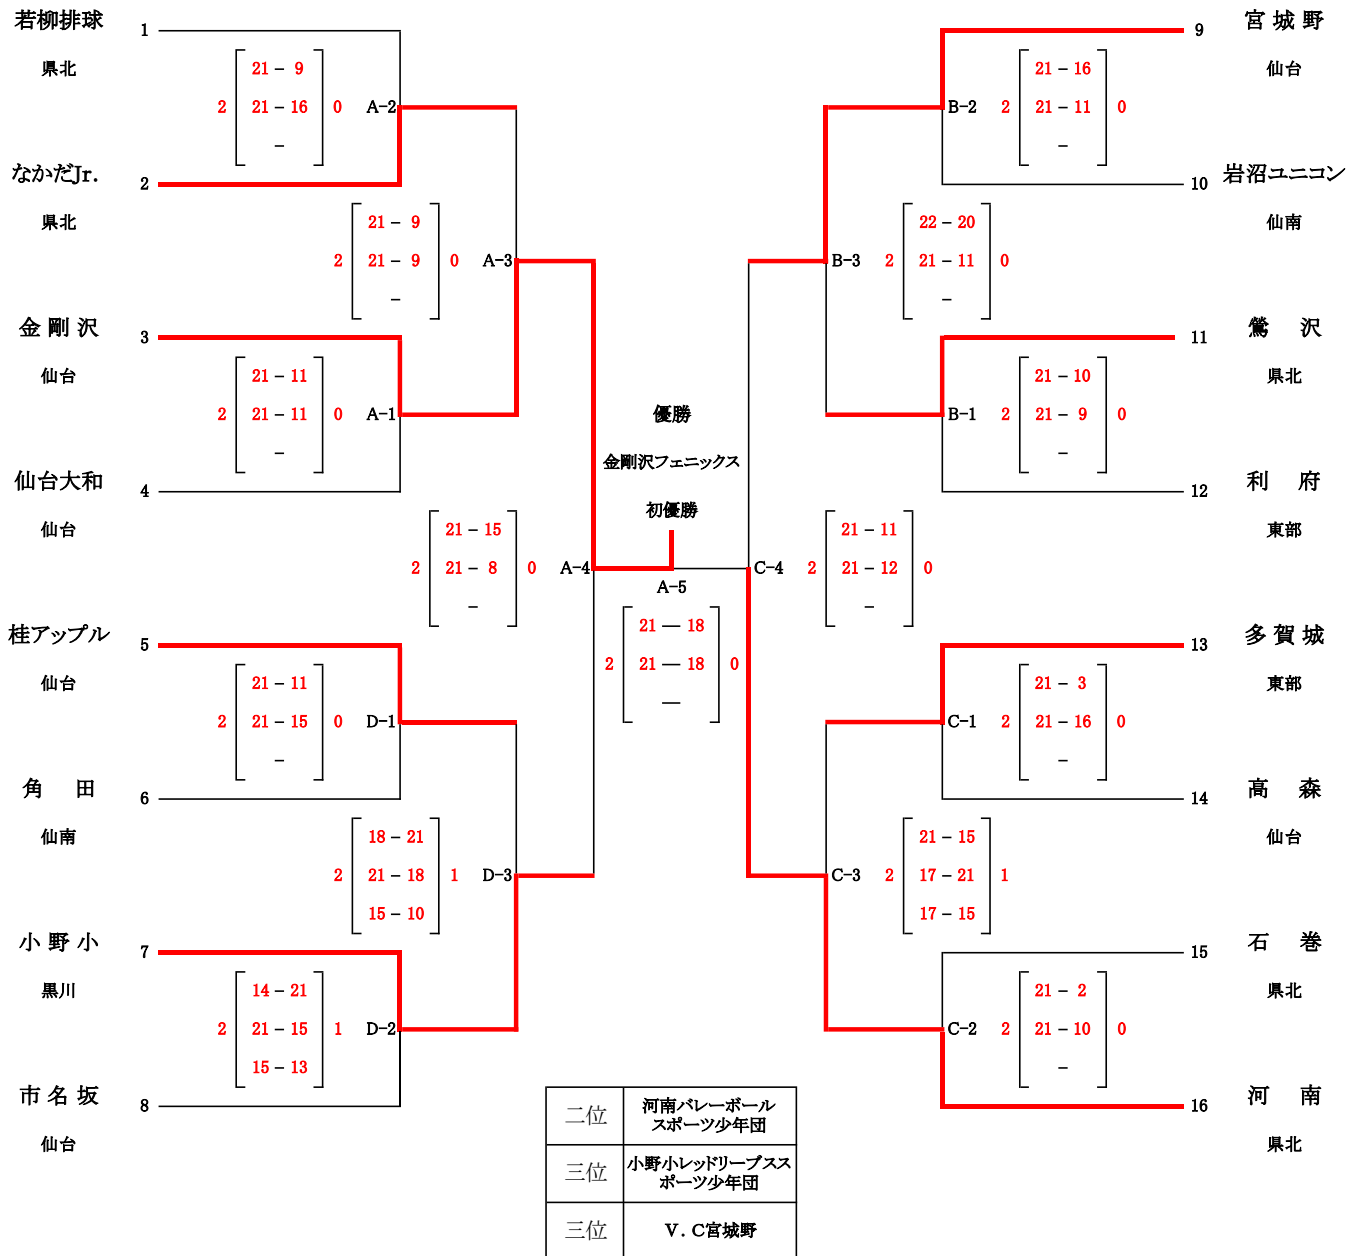 若柳排球 1
県北
21 - 9
2 21 - 16 0 A-2
-
なかだJr. 2
県北
21 - 9
2 21 - 9 0 A-3
-
金 剛 沢 3
仙台
21 - 11
2 21 - 11 0 A-1
-
仙台大和 4
仙台
21 - 15
2 21 - 8 0 A-4
-
桂アップル 5
仙台
21 - 11
2 21 - 15 0 D-1
-
角 田 6
仙南
18 - 21
2 21 - 18 1 D-3
15 - 10
小 野 小 7
黒川
14 - 21
2 21 - 15 1 D-2
15 - 13
市 名 坂 8
仙台
優勝
金剛沢フェニックス
初優勝
A-5
21 — 18
2 21 — 18 0
—
9 宮 城 野
仙台
21 - 16
B-2 2 21 - 11 0
-
10 岩沼ユニコン
仙南
22 - 20
B-3 2 21 - 11 0
-
11 鶯 沢
県北
21 - 10
B-1 2 21 - 9 0
-
12 利 府
東部
21 - 11
C-4 2 21 - 12 0
-
13 多 賀 城
東部
21 - 3
C-1 2 21 - 16 0
-
14 高 森
仙台
21 - 15
C-3 2 17 - 21 1
17 - 15
15 石 巻
県北
21 - 2
C-2 2 21 - 10 0
-
16 河 南
県北
二位 河南バレーボール
スポーツ少年団
三位 小野小レッドリープスス
ポーツ少年団
三位 V．C宮城野